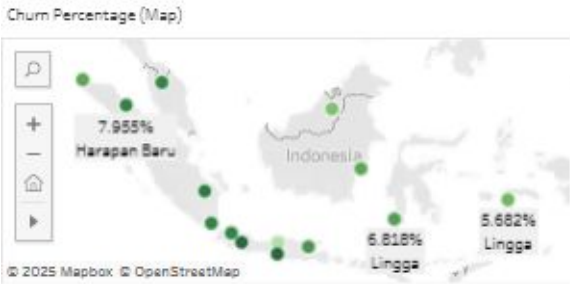 Churn Percentage (Map)
7.955%
Harapan Baru
Indonesia
6.818%
Lingga
5.682%
Lingga
© 2025 Mapbox © OpenStreetMap